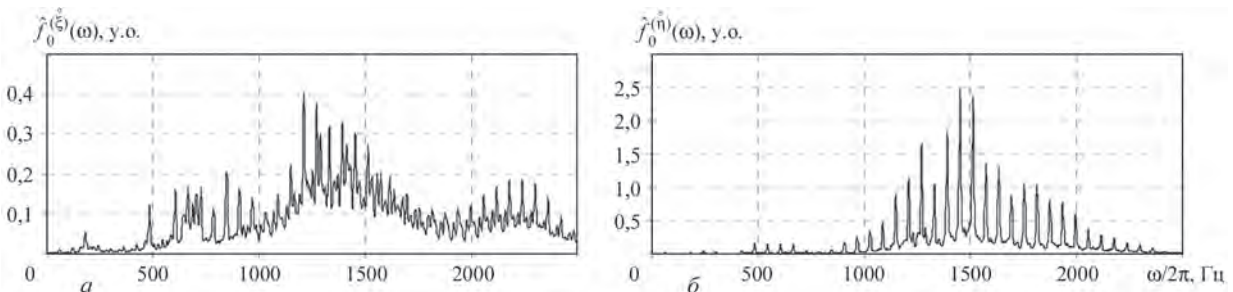 f̂₀^(ξ̊)(ω), у.о.
0,4
0,3
0,2
0,1
0 500 1000 1500 2000
а
f̂₀^(η̊)(ω), у.о.
2,5
2,0
1,5
1,0
0,5
0 500 1000 1500 2000 ω/2π, Гц
б